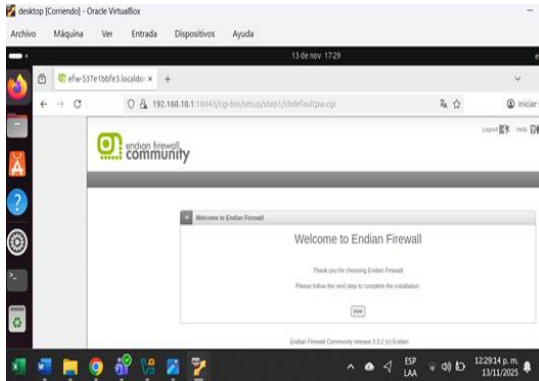 desktop [Corriendo] - Oracle VirtualBox
Archivo Máquina Ver Entrada Dispositivos Ayuda
13 de nov 17:29
efw-537e1bbfe3.localdo
192.168.10.1:10443/cgi-bin/setup/step1/chdefaultpw.cgi
Iniciar
endian firewall
community
Logout Help
Welcome to Endian Firewall
Welcome to Endian Firewall
Thank you for choosing Endian Firewall
Please follow the next step to complete the installation.
>>>
Endian Firewall Community release 3.3.2 (c) Endian
ESP
LAA
12:29:14 p. m.
13/11/2025